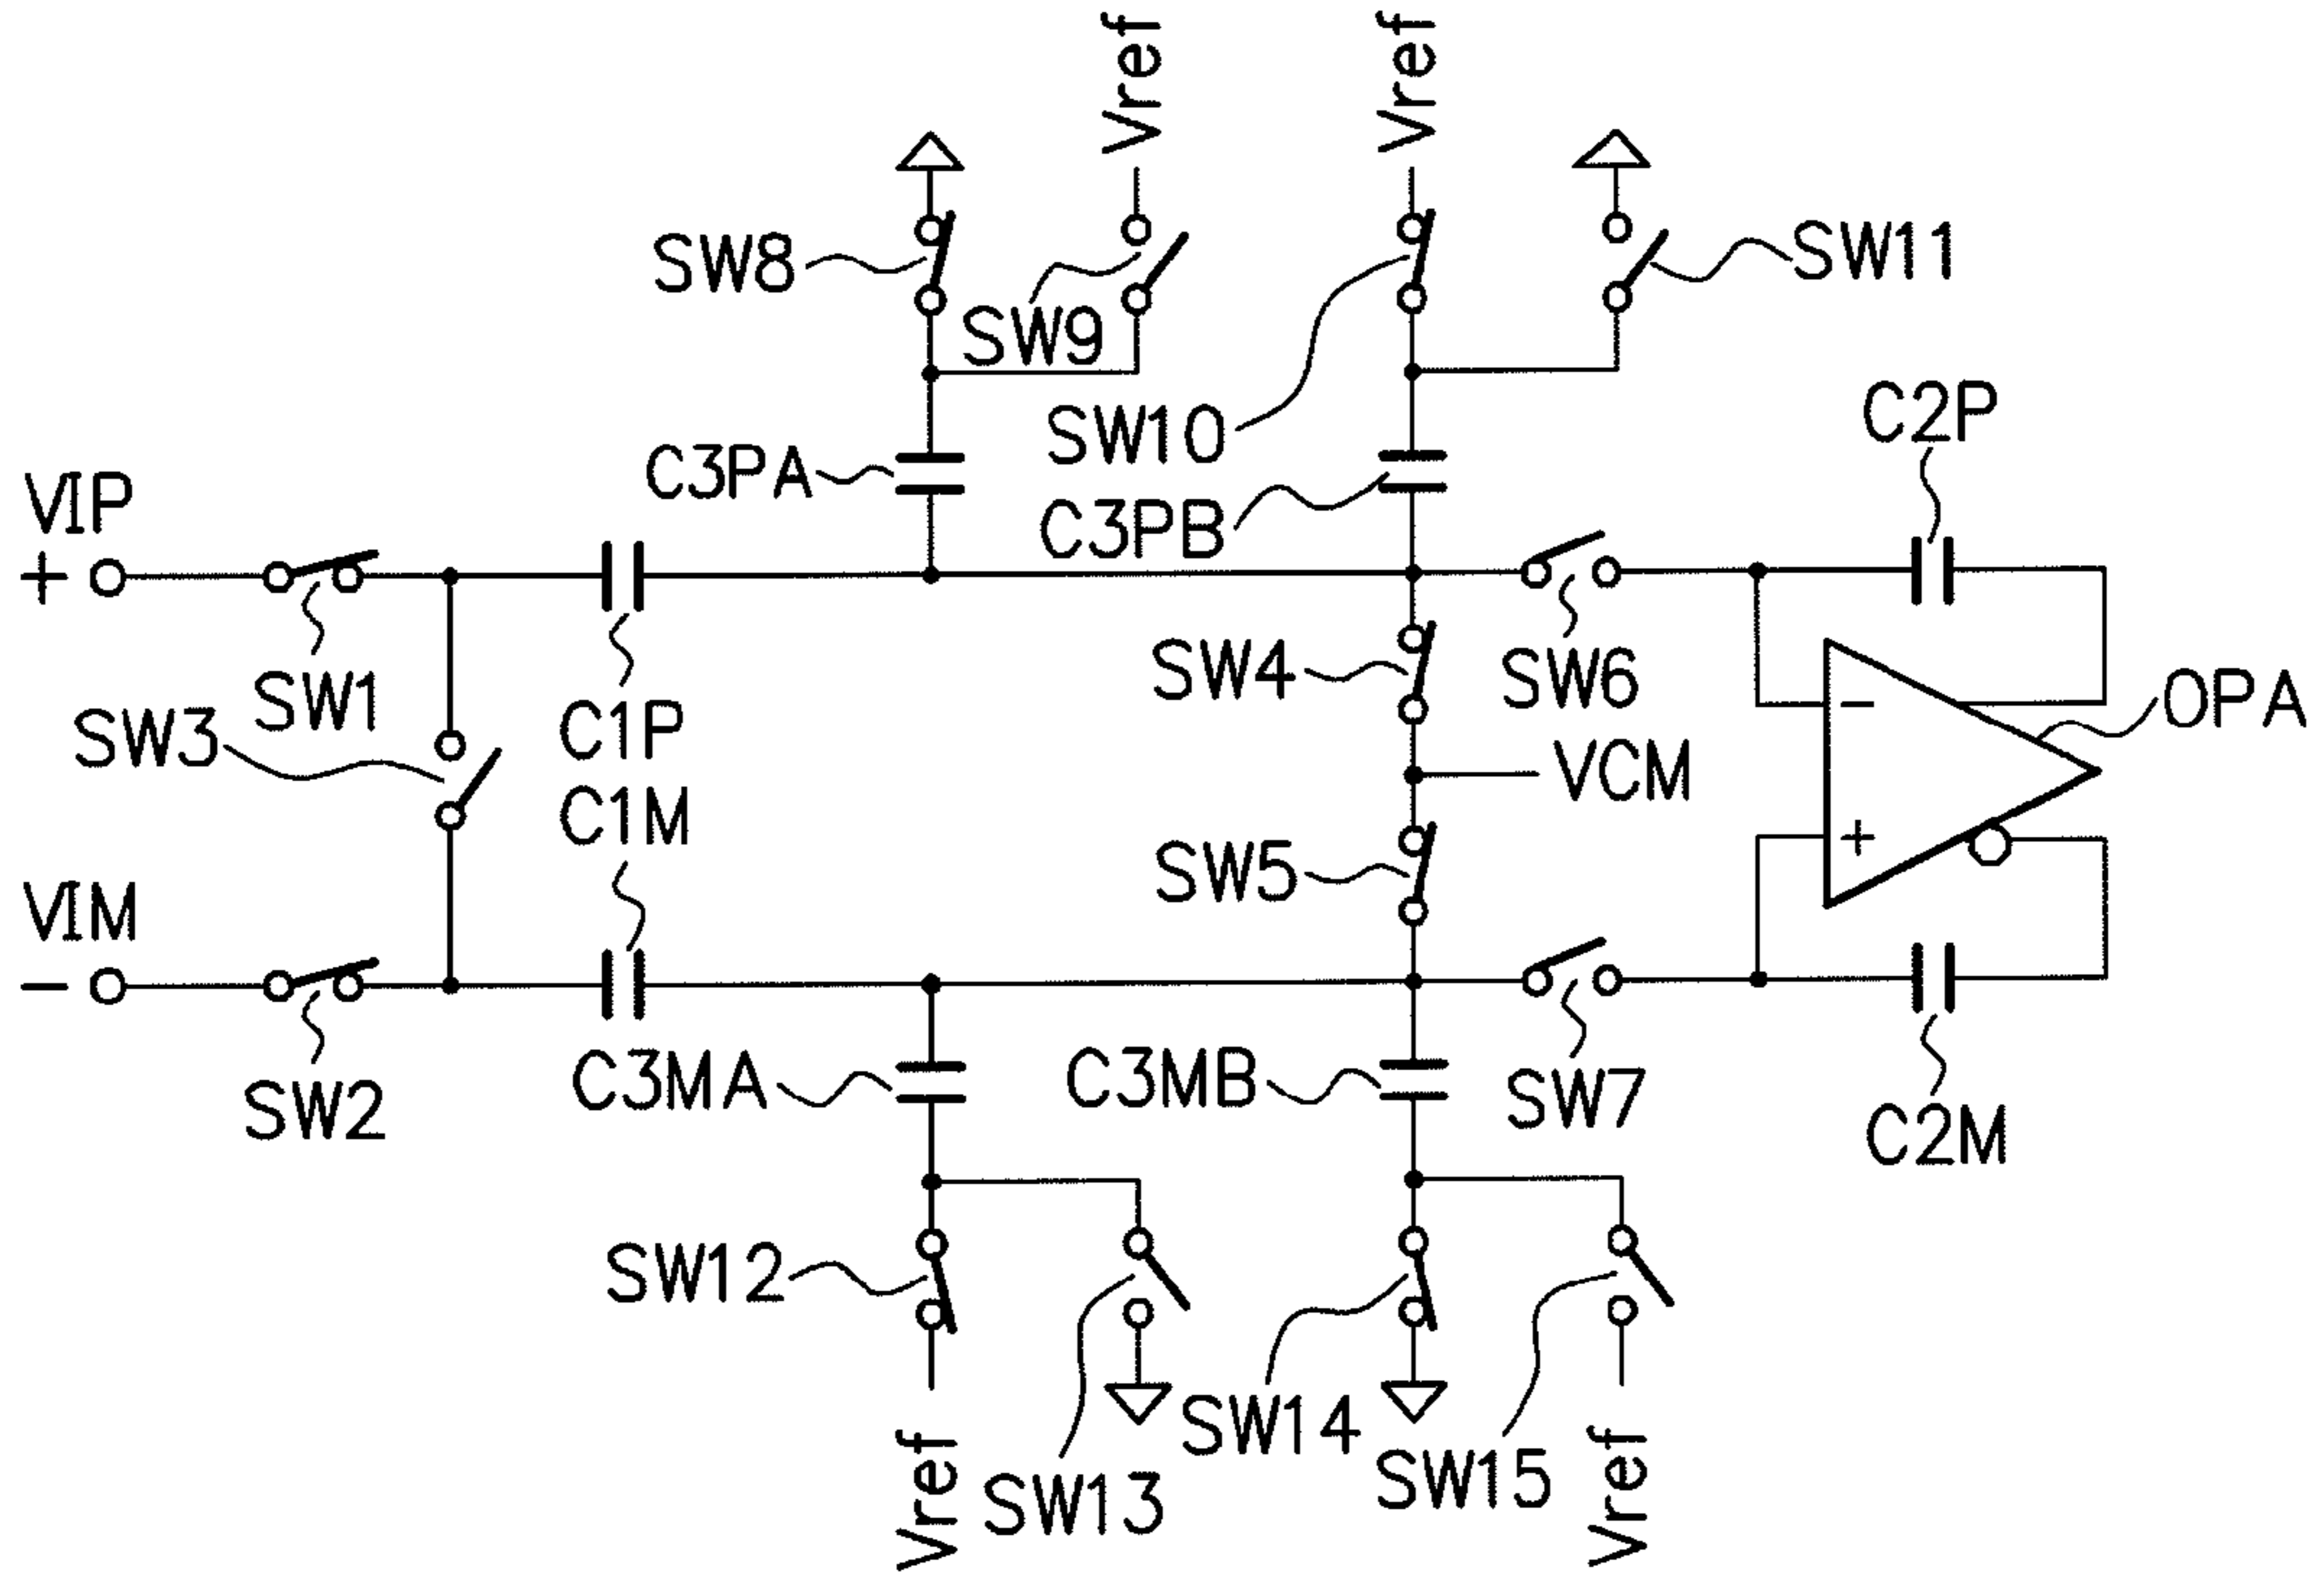 Vref
Vref
SW8
SW9
SW11
SW10
C2P
C3PA
C3PB
VIP
+
SW1
SW4
SW6
OPA
SW3
C1P
−
VCM
C1M
+
SW5
VIM
−
C3MA
C3MB
SW7
SW2
C2M
SW12
SW14
SW15
SW13
Vref
Vref